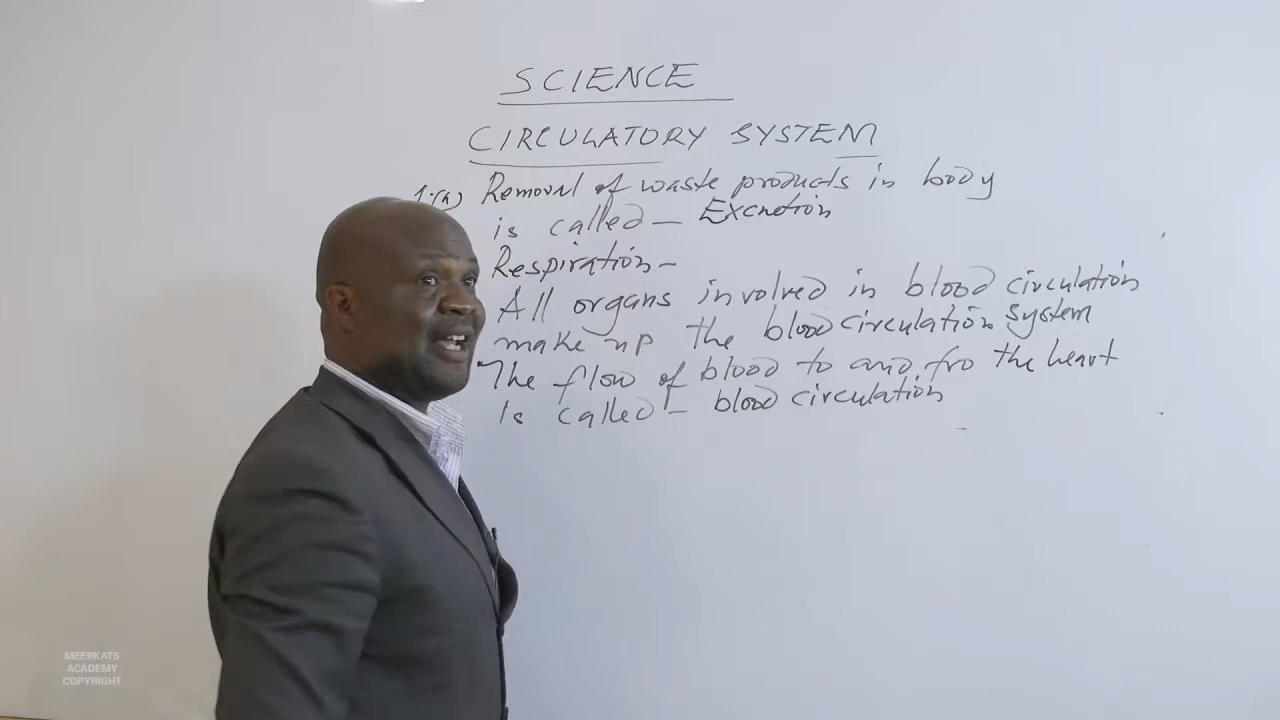 SCIENCE
CIRCULATORY SYSTEM
1.(a) Removal of waste products in body
is called - Excretion
Respiration -
All organs involved in blood circulation
make up the blood circulation system
The flow of blood to and fro the heart
is called - blood circulation
MEERKATS
ACADEMY
COPYRIGHT